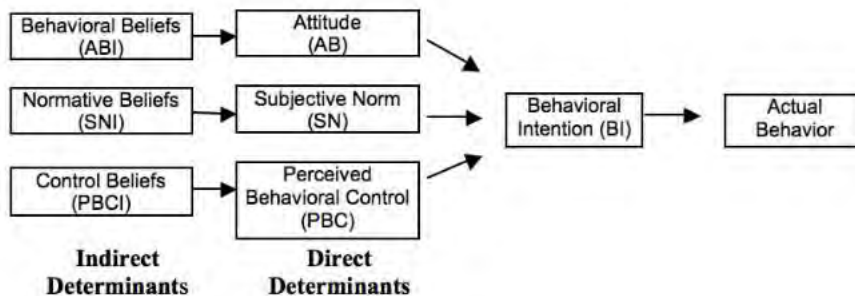 Behavioral Beliefs
(ABI)
Attitude
(AB)
Normative Beliefs
(SNI)
Subjective Norm
(SN)
Behavioral
Intention (BI)
Actual
Behavior
Control Beliefs
(PBCI)
Perceived
Behavioral Control
(PBC)
Indirect
Determinants
Direct
Determinants